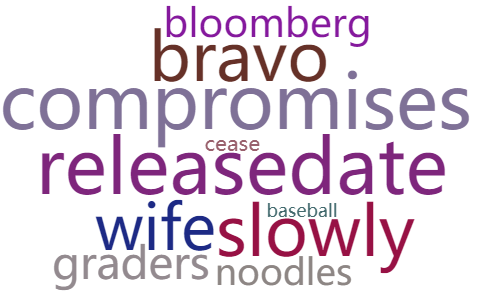 bloomberg
bravo
compromises
cease
releasedate
baseball
wife
slowly
graders
noodles